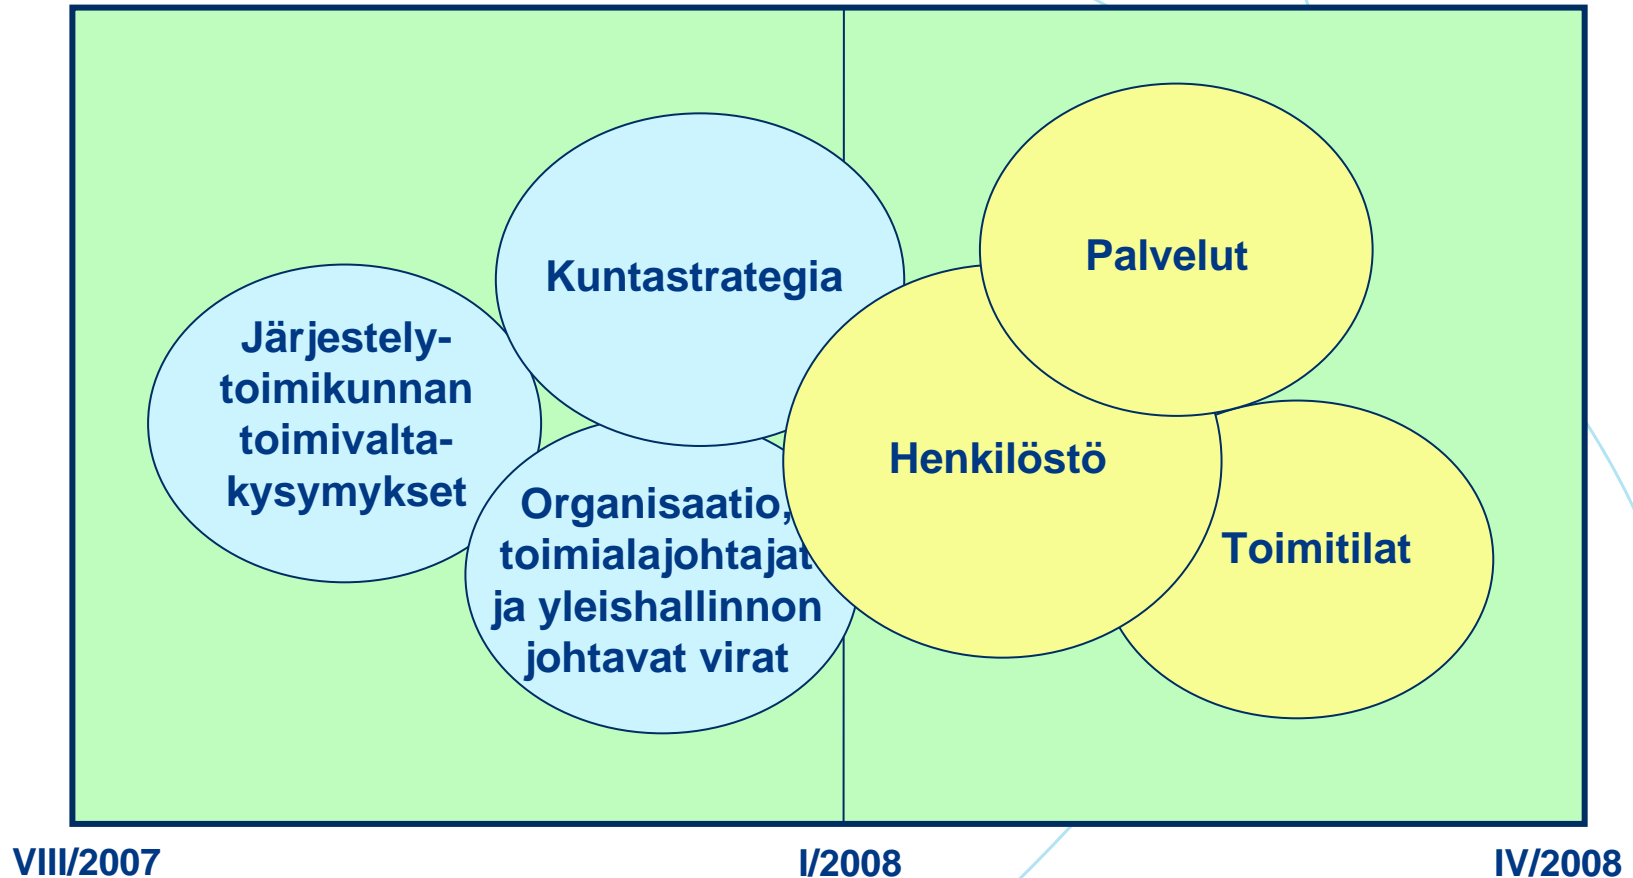 Palvelut
Kuntastrategia
Järjestely-
toimikunnan
toimivalta-
kysymykset
Henkilöstö
Organisaatio,
toimialajohtajat
ja yleishallinnon
johtavat virat
Toimitilat
VIII/2007
I/2008
IV/2008